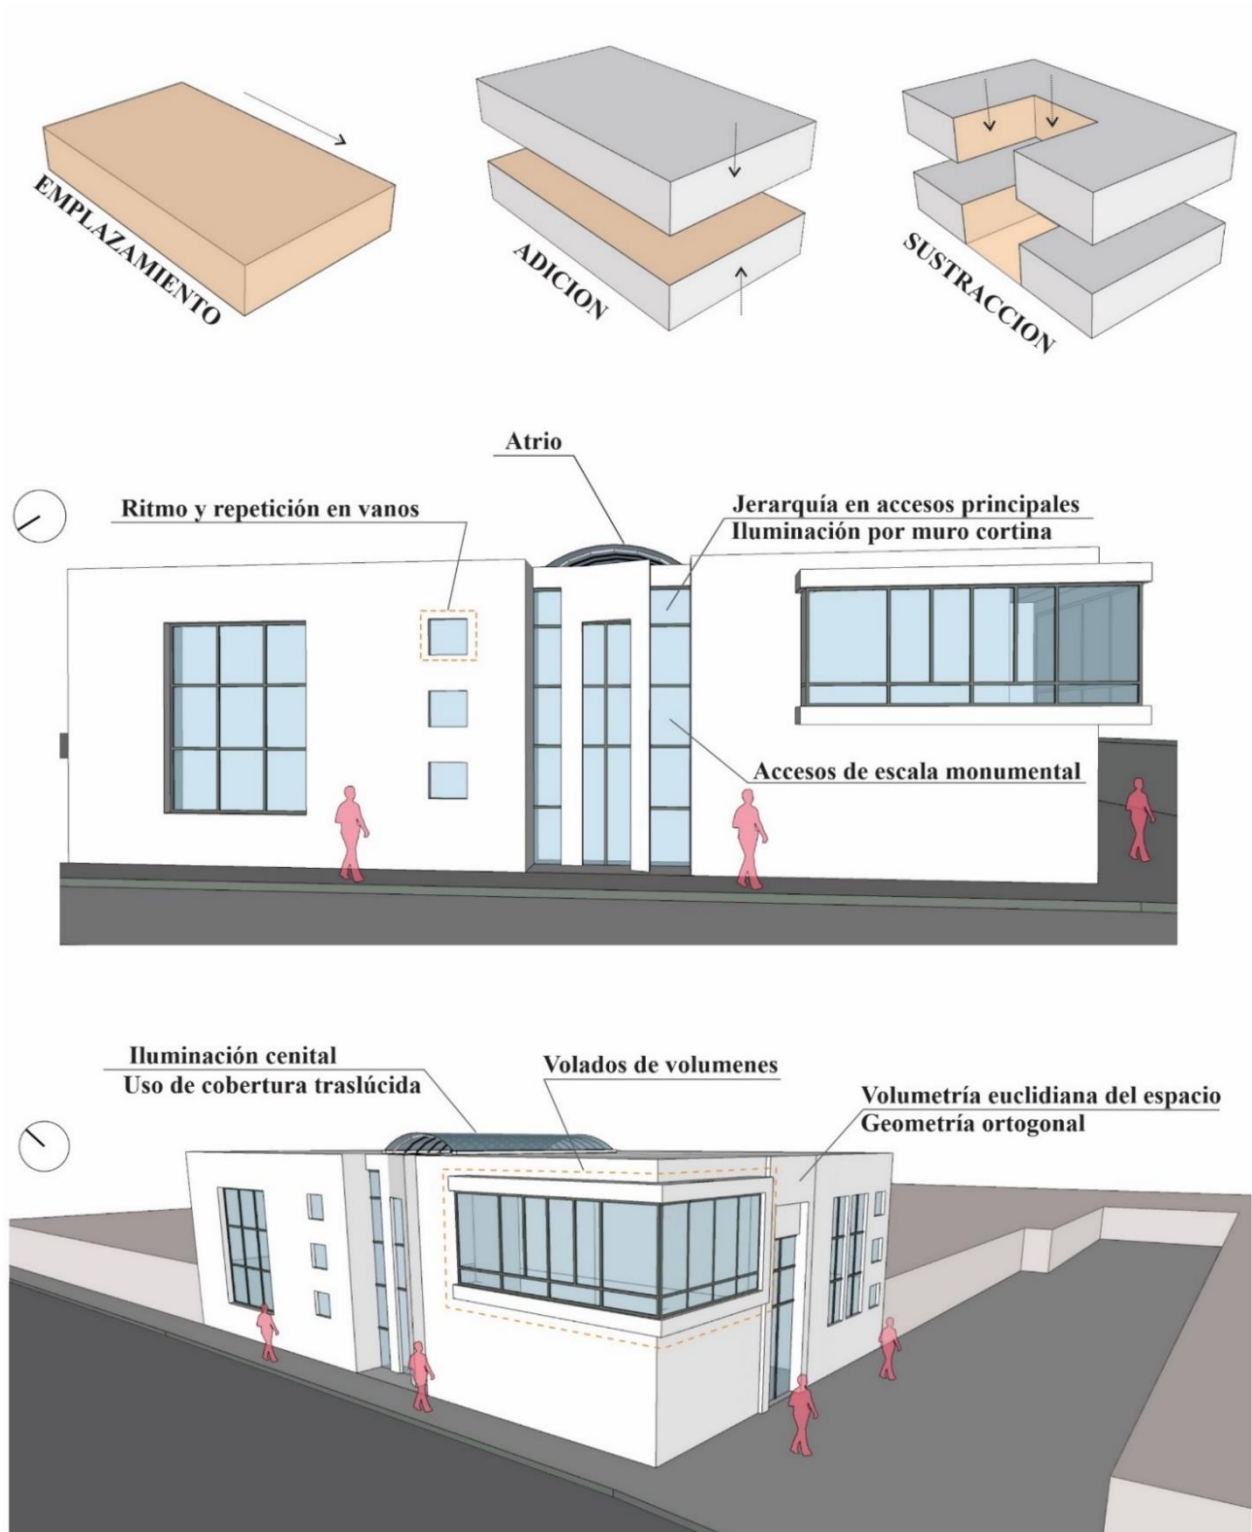 EMPLAZAMIENTO
ADICION
SUSTRACCION
Atrio
Ritmo y repetición en vanos
Jerarquía en accesos principales
Iluminación por muro cortina
Accesos de escala monumental
Iluminación cenital
Uso de cobertura traslúcida
Volados de volumenes
Volumetría euclidiana del espacio
Geometría ortogonal